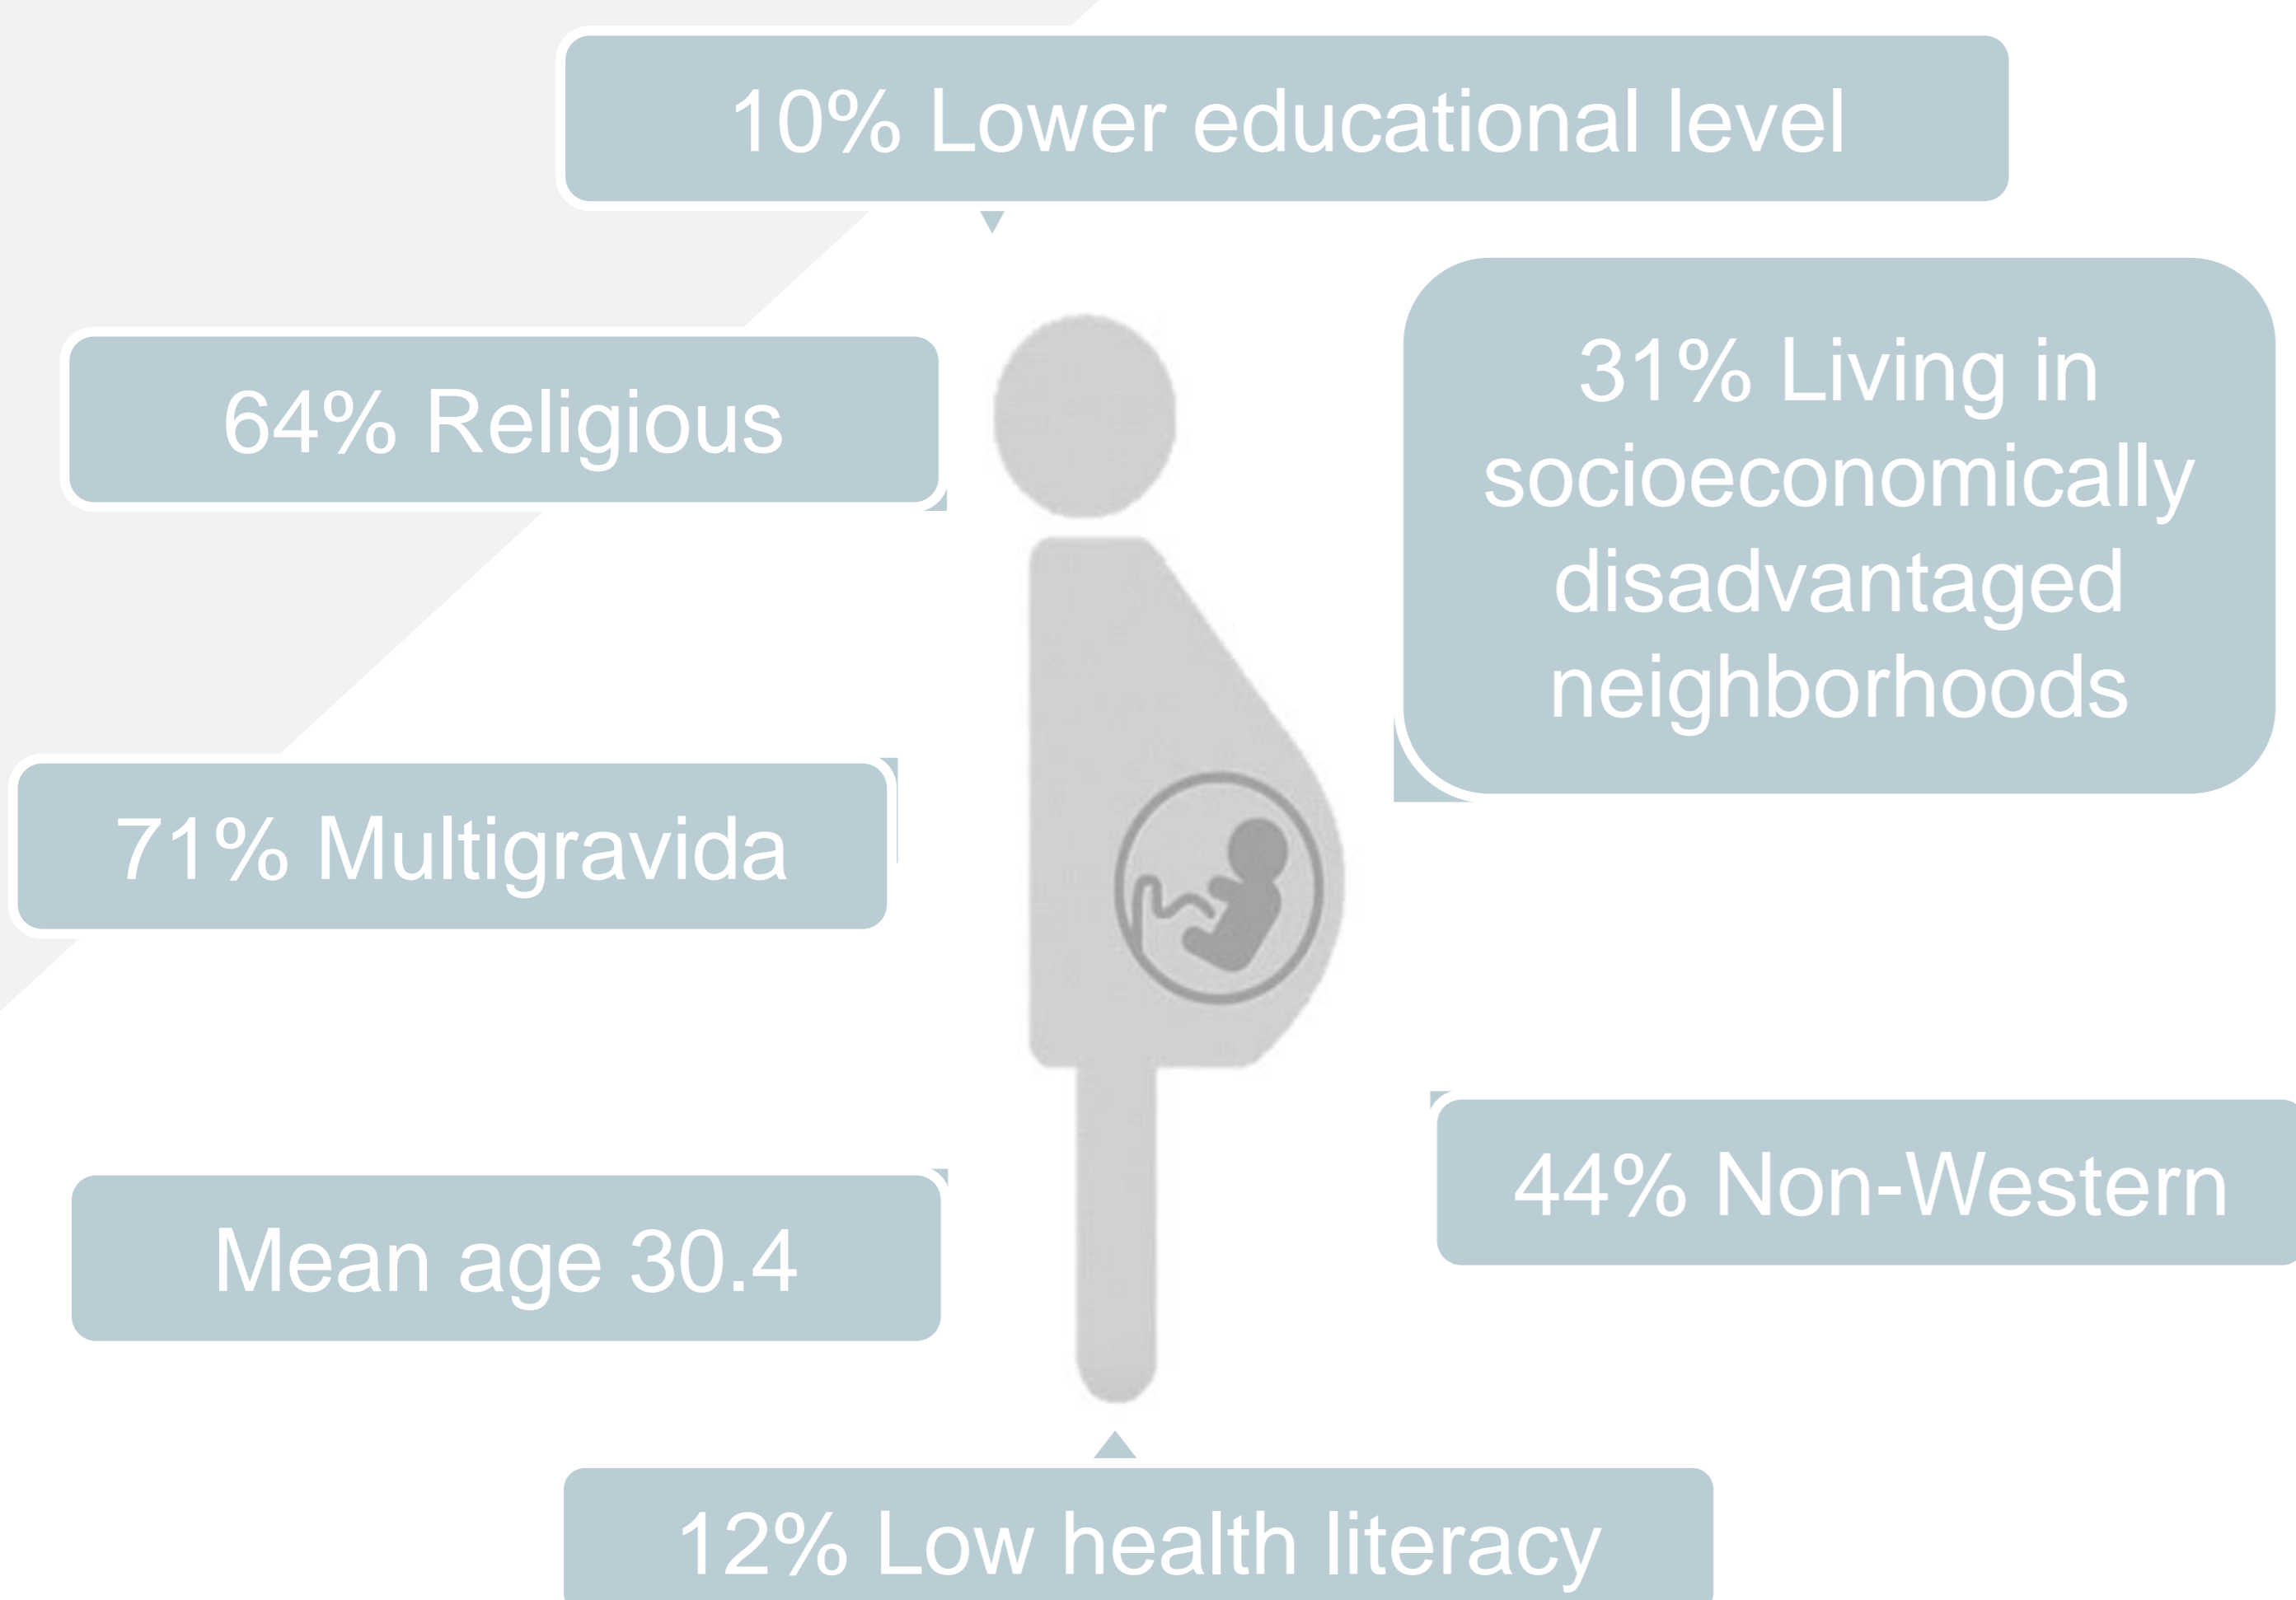 10% Lower educational level
64% Religious
31% Living in
socioeconomically
disadvantaged
neighborhoods
71% Multigravida
44% Non-Western
Mean age 30.4
12% Low health literacy